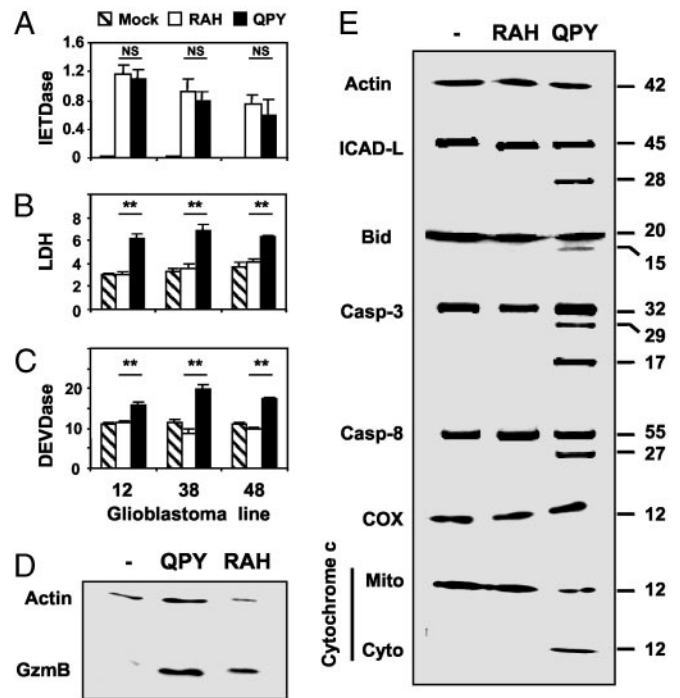 A
Mock RAH QPY
NS NS NS
IETDase
1.6
1.2
0.8
0.4
0
B
** ** **
LDH
8
6
4
2
0
C
** ** **
DEVDase
20
10
0
12 38 48
Glioblastoma line
D
- QPY RAH
Actin
GzmB
E
- RAH QPY
Actin 42
ICAD-L 45
28
Bid 20
15
Casp-3 32
29
17
Casp-8 55
27
COX 12
Cytochrome c
Mito 12
Cyto 12